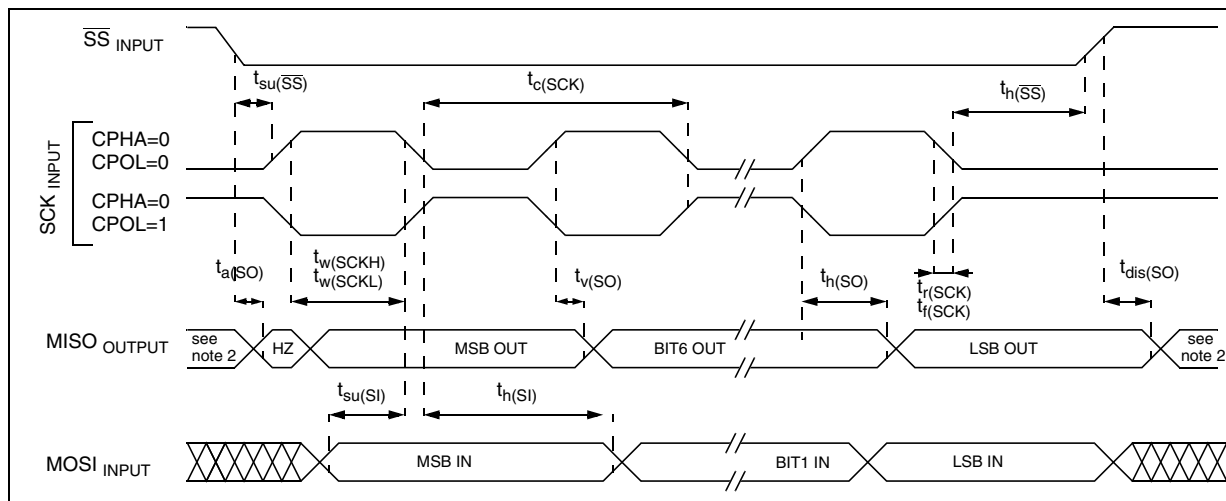 SS INPUT
tsu(SS)
tc(SCK)
th(SS)
SCK INPUT
CPHA=0
CPOL=0
CPHA=0
CPOL=1
ta(SO)
tw(SCKH)
tw(SCKL)
tv(SO)
th(SO)
tr(SCK)
tf(SCK)
tdis(SO)
MISO OUTPUT
see note 2
HZ
MSB OUT
BIT6 OUT
LSB OUT
see note 2
tsu(SI)
th(SI)
MOSI INPUT
MSB IN
BIT1 IN
LSB IN